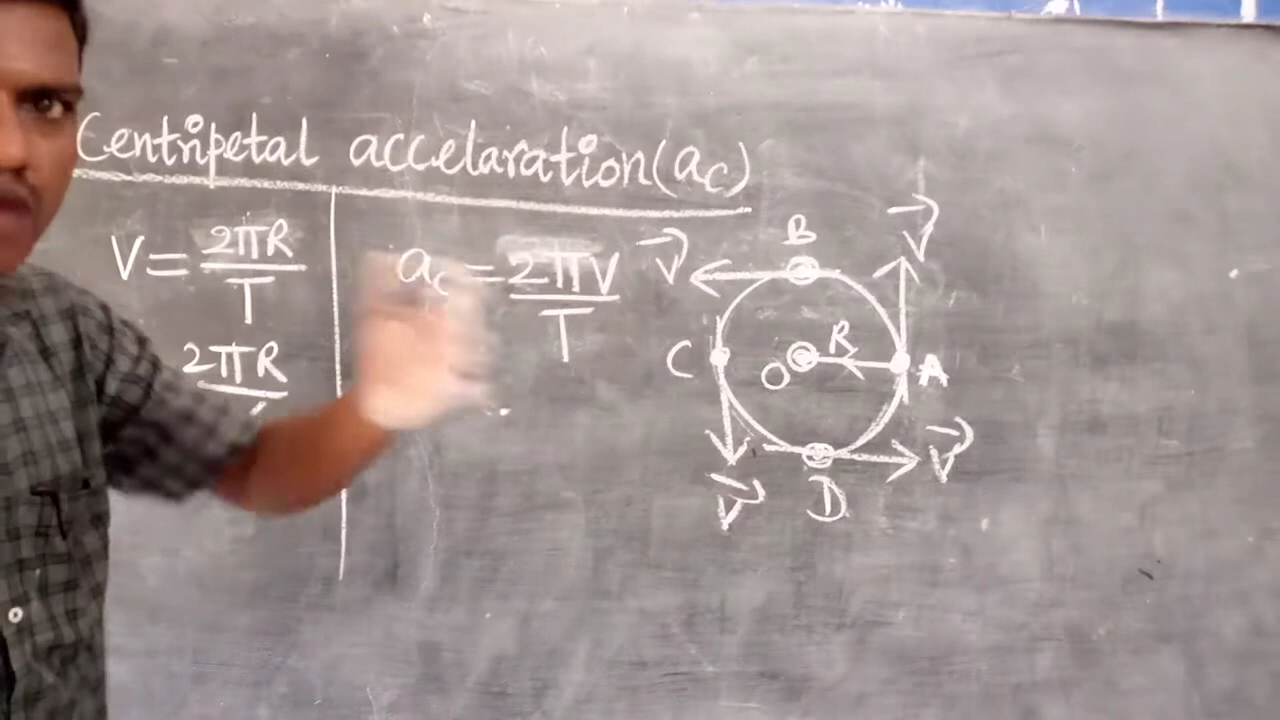 Centripetal accelaration (ac)
V = 2πR
T
2πR
ac = 2πV
T
B
V
V
C
R
O
A
V
V
D